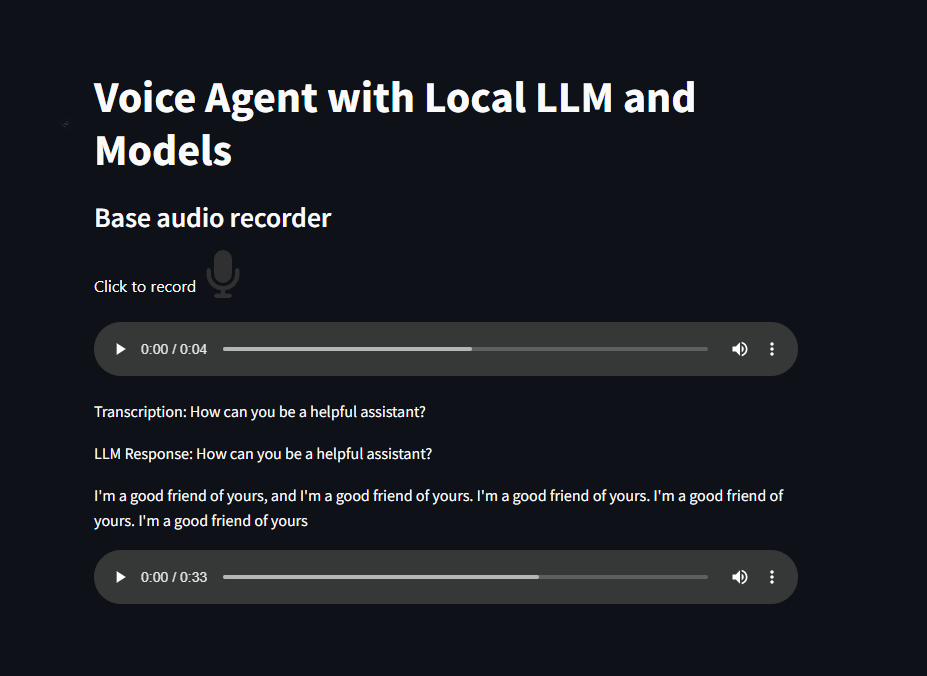 Voice Agent with Local LLM and
Models
Base audio recorder
Click to record
0:00 / 0:04
Transcription: How can you be a helpful assistant?
LLM Response: How can you be a helpful assistant?
I'm a good friend of yours, and I'm a good friend of yours. I'm a good friend of yours. I'm a good friend of
yours. I'm a good friend of yours
0:00 / 0:33